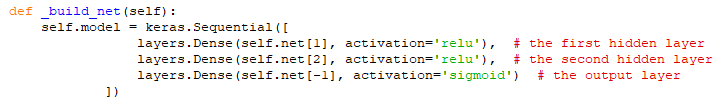 def _build_net(self):
    self.model = keras.Sequential([
                layers.Dense(self.net[1], activation='relu'),  # the first hidden layer
                layers.Dense(self.net[2], activation='relu'),  # the second hidden layer
                layers.Dense(self.net[-1], activation='sigmoid')  # the output layer
            ])